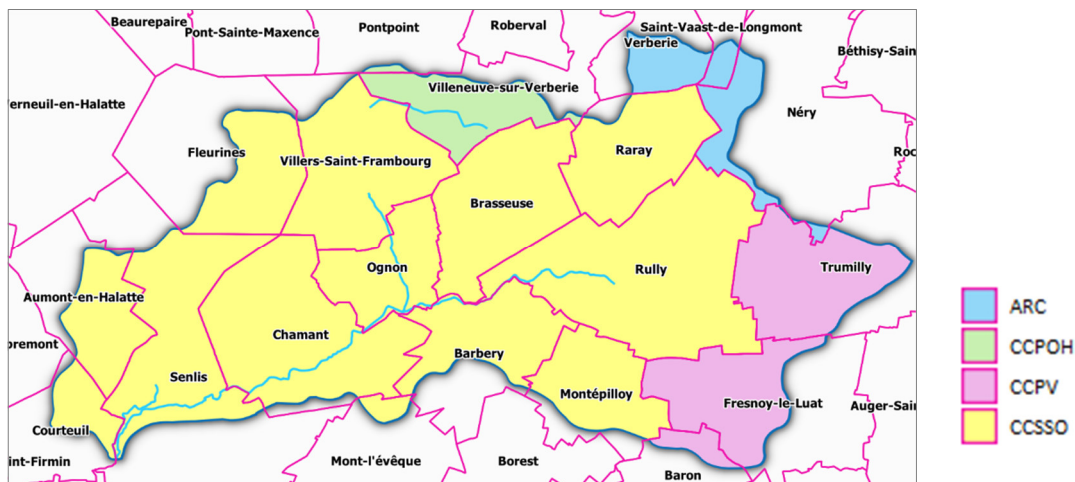 Beaurepaire
Pont-Sainte-Maxence
Pontpoint
Roberval
Saint-Vaast-de-Longmont
Verberie
Béthisy-Sain
Villeneuve-sur-Verberie
erneuil-en-Halatte
Néry
Fleurines
Villers-Saint-Frambourg
Raray
Roc
Brasseuse
Ognon
Rully
Trumilly
Aumont-en-Halatte
ARC
Chamant
premont
CCPOH
Barbery
Senlis
CCPV
Montépilloy
Fresnoy-le-Luat
Auger-Sai
CCSSO
Courteuil
int-Firmin
Mont-l'évêque
Borest
Baron